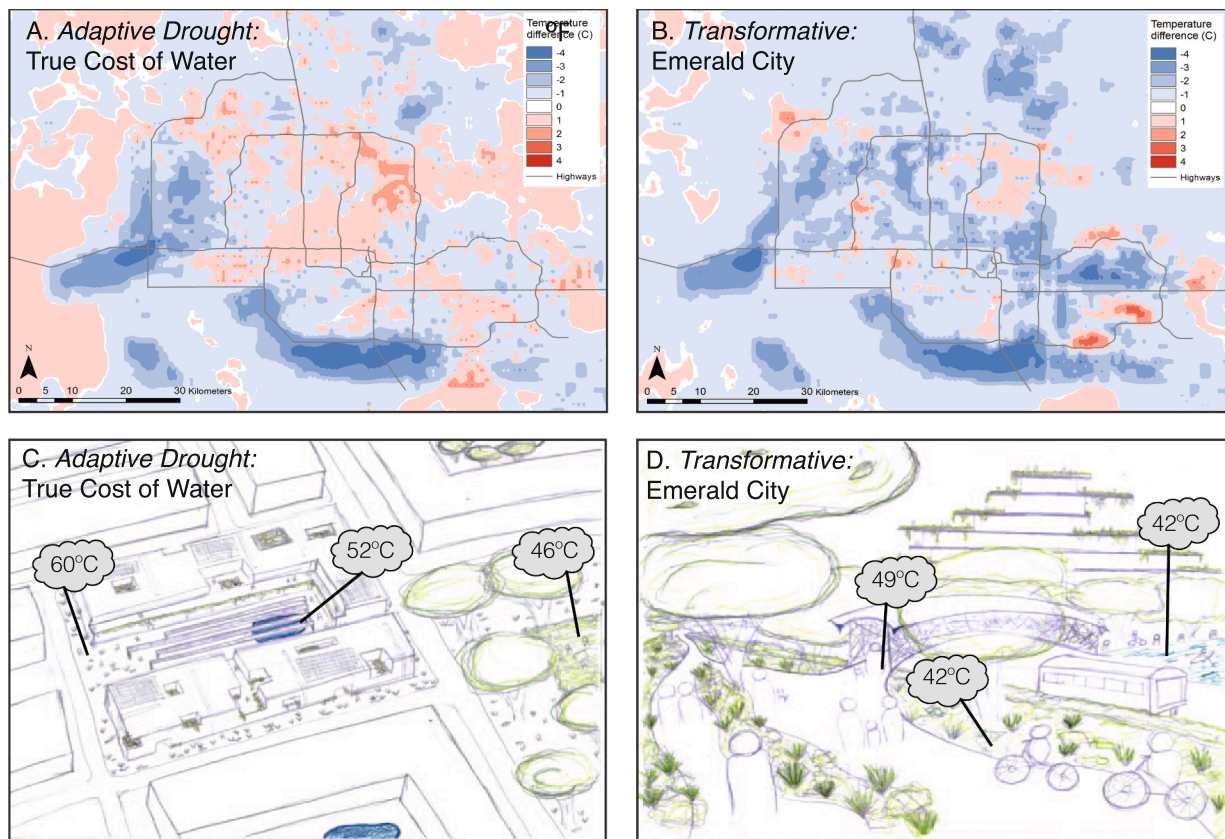 A. Adaptive Drought:
True Cost of Water
Temperature
difference (C)
-4
-3
-2
-1
0
1
2
3
4
Highways
N
0 5 10 20 30 Kilometers
B. Transformative:
Emerald City
Temperature
difference (C)
-4
-3
-2
-1
0
1
2
3
4
Highways
N
0 5 10 20 30 Kilometers
C. Adaptive Drought:
True Cost of Water
60°C
52°C
46°C
D. Transformative:
Emerald City
42°C
49°C
42°C